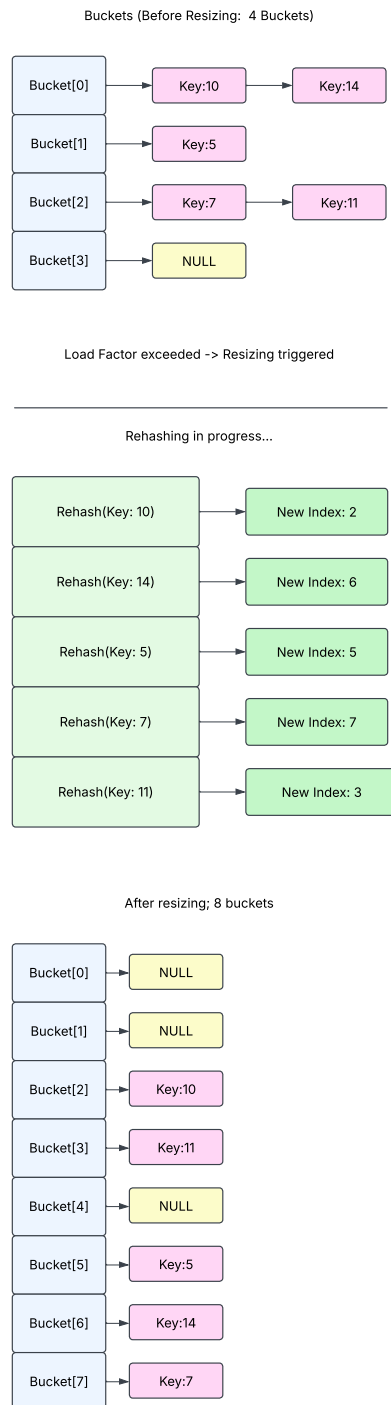 Buckets (Before Resizing:  4 Buckets)
Bucket[0] Key:10 Key:14
Bucket[1] Key:5
Bucket[2] Key:7 Key:11
Bucket[3] NULL
Load Factor exceeded -> Resizing triggered
Rehashing in progress...
Rehash(Key: 10) New Index: 2
Rehash(Key: 14) New Index: 6
Rehash(Key: 5) New Index: 5
Rehash(Key: 7) New Index: 7
Rehash(Key: 11) New Index: 3
After resizing; 8 buckets
Bucket[0] NULL
Bucket[1] NULL
Bucket[2] Key:10
Bucket[3] Key:11
Bucket[4] NULL
Bucket[5] Key:5
Bucket[6] Key:14
Bucket[7] Key:7